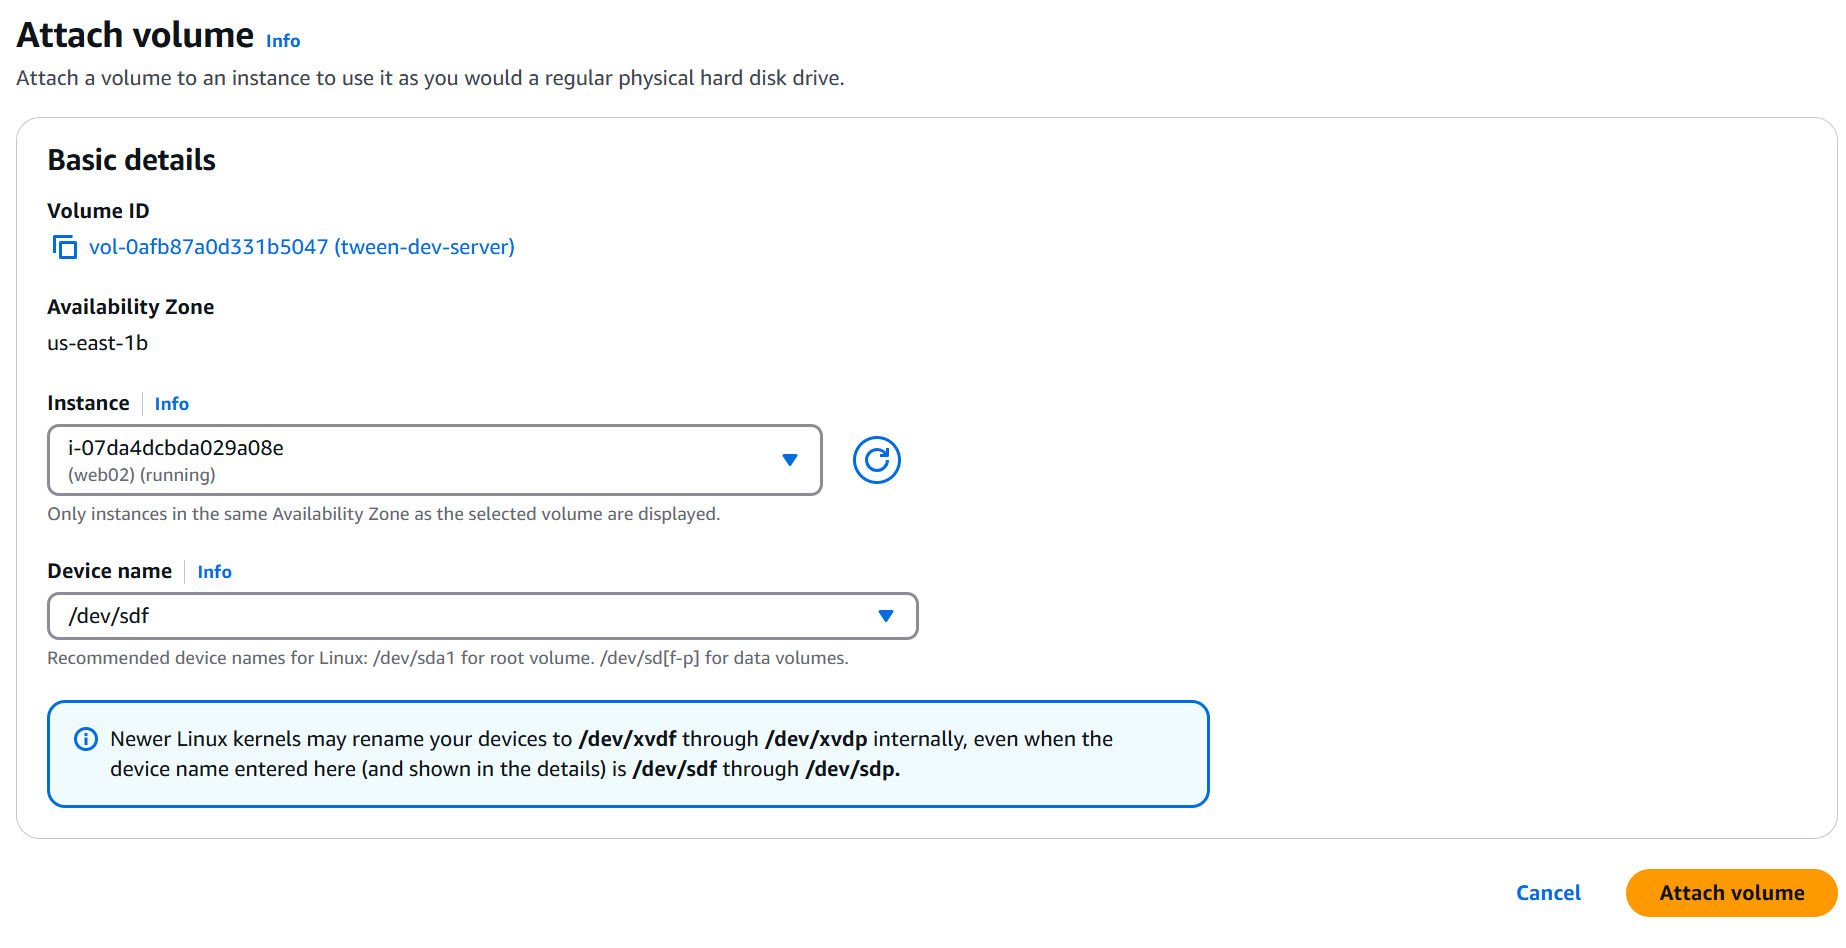 Attach volume Info
Attach a volume to an instance to use it as you would a regular physical hard disk drive.
Basic details
Volume ID
vol-0afb87a0d331b5047 (tween-dev-server)
Availability Zone
us-east-1b
Instance Info
i-07da4dcbda029a08e
(web02) (running)
Only instances in the same Availability Zone as the selected volume are displayed.
Device name Info
/dev/sdf
Recommended device names for Linux: /dev/sda1 for root volume. /dev/sd[f-p] for data volumes.
Newer Linux kernels may rename your devices to /dev/xvdf through /dev/xvdp internally, even when the
device name entered here (and shown in the details) is /dev/sdf through /dev/sdp.
Cancel Attach volume